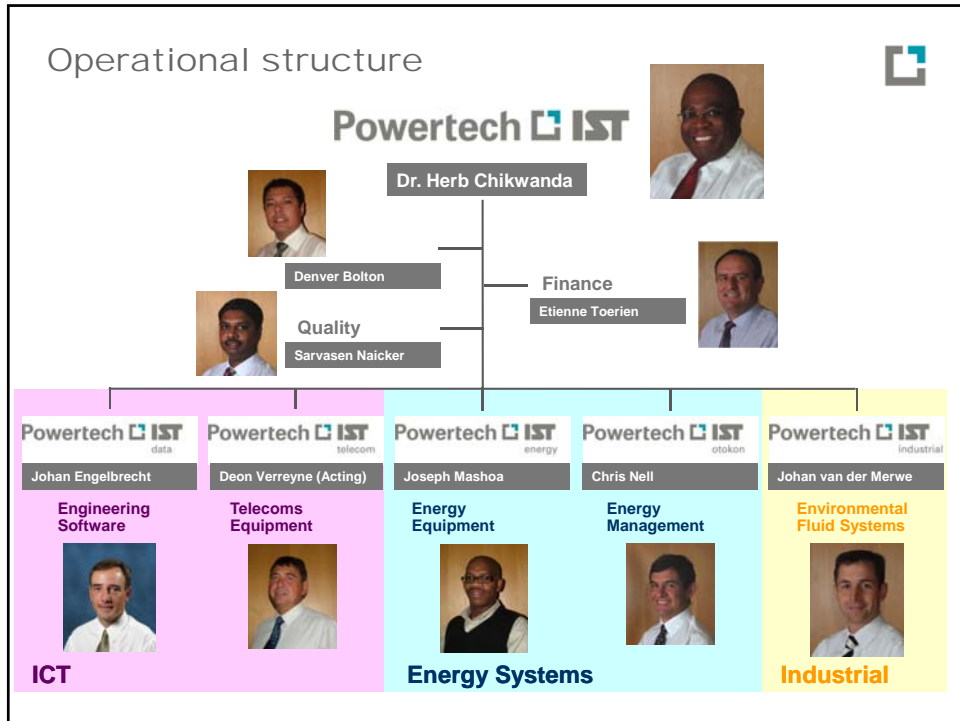 Operational structure
Powertech IST
Dr. Herb Chikwanda
Denver Bolton
Finance
Etienne Toerien
Quality
Sarvasen Naicker
Powertech IST data
Powertech IST telecom
Powertech IST energy
Powertech IST otokon
Powertech IST industrial
Johan Engelbrecht
Deon Verreyne (Acting)
Joseph Mashoa
Chris Nell
Johan van der Merwe
Engineering
Software
Telecoms
Equipment
Energy
Equipment
Energy
Management
Environmental
Fluid Systems
ICT
Energy Systems
Industrial